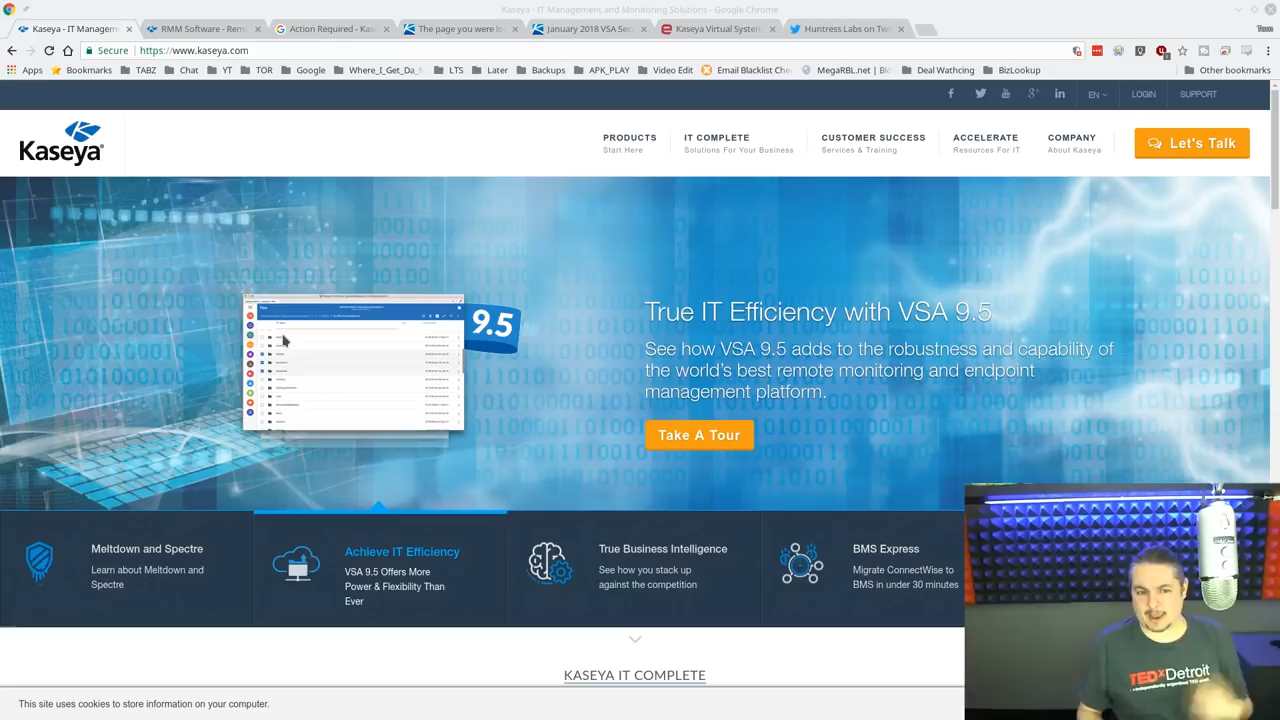 Kaseya - IT Management and Monitoring Solutions - Google Chrome
Kaseya - IT Managem
RMM Software - Rem
Action Required - Kas
The page you were lo
January 2018 VSA Sec
Kaseya Virtual System
Huntress Labs on Tw
Tom
Secure
https://www.kaseya.com
Apps
Bookmarks
TABZ
Chat
YT
TOR
Google
Where_I_Get_Da_
LTS
Later
Backups
APK_PLAY
Video Edit
Email Blacklist Che
MegaRBL.net | Blo
Deal Wathcing
BizLookup
Other bookmarks
EN
LOGIN
SUPPORT
Kaseya
PRODUCTS
Start Here
IT COMPLETE
Solutions For Your Business
CUSTOMER SUCCESS
Services & Training
ACCELERATE
Resources For IT
COMPANY
About Kaseya
Let's Talk
9.5
True IT Efficiency with VSA 9.5
See how VSA 9.5 adds to the robustness and capability of
the world's best remote monitoring and endpoint
management platform.
Take A Tour
Meltdown and Spectre
Learn about Meltdown and
Spectre
Achieve IT Efficiency
VSA 9.5 Offers More
Power & Flexibility Than
Ever
True Business Intelligence
See how you stack up
against the competition
BMS Express
Migrate ConnectWise to
BMS in under 30 minutes
TEDxDetroit
KASEYA IT COMPLETE
This site uses cookies to store information on your computer.